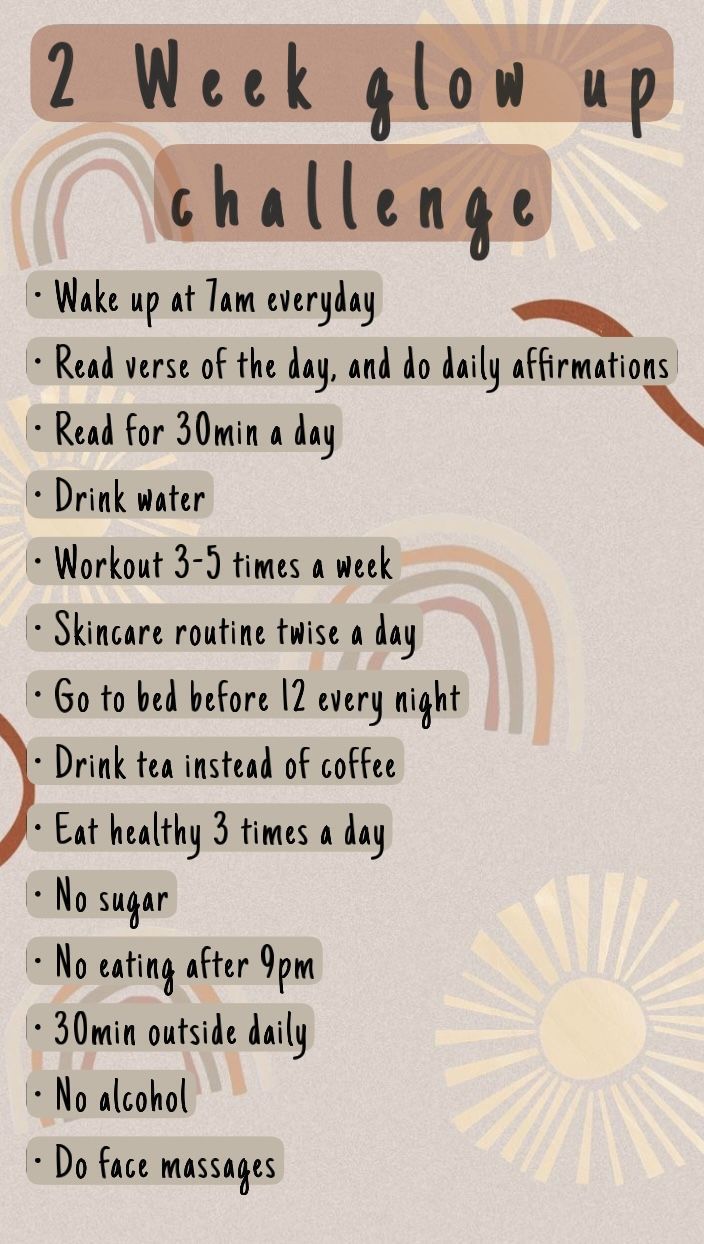 2 Week glow up
challenge
· Wake up at 7am everyday
· Read verse of the day, and do daily affirmations
· Read for 30min a day
· Drink water
· Workout 3-5 times a week
· Skincare routine twise a day
· Go to bed before 12 every night
· Drink tea instead of coffee
· Eat healthy 3 times a day
· No sugar
· No eating after 9pm
· 30min outside daily
· No alcohol
· Do face massages